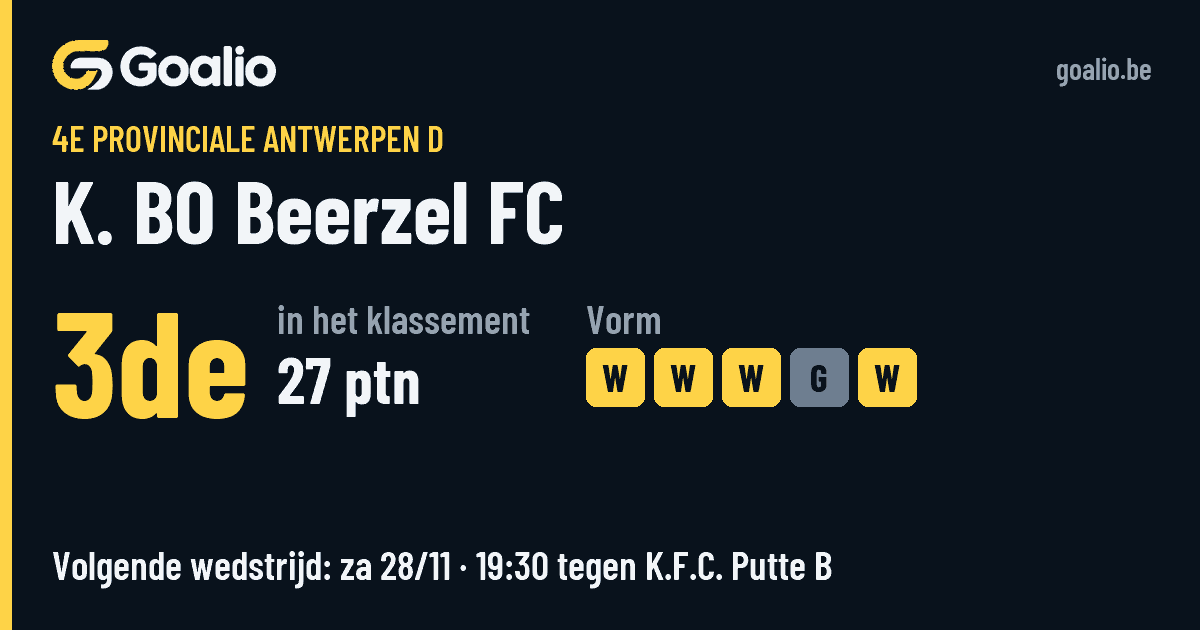 Goalio
goalio.be
4E PROVINCIALE ANTWERPEN D
K. BO Beerzel FC
3de
in het klassement
27 ptn
Vorm
W W W G W
Volgende wedstrijd: za 28/11 · 19:30 tegen K.F.C. Putte B